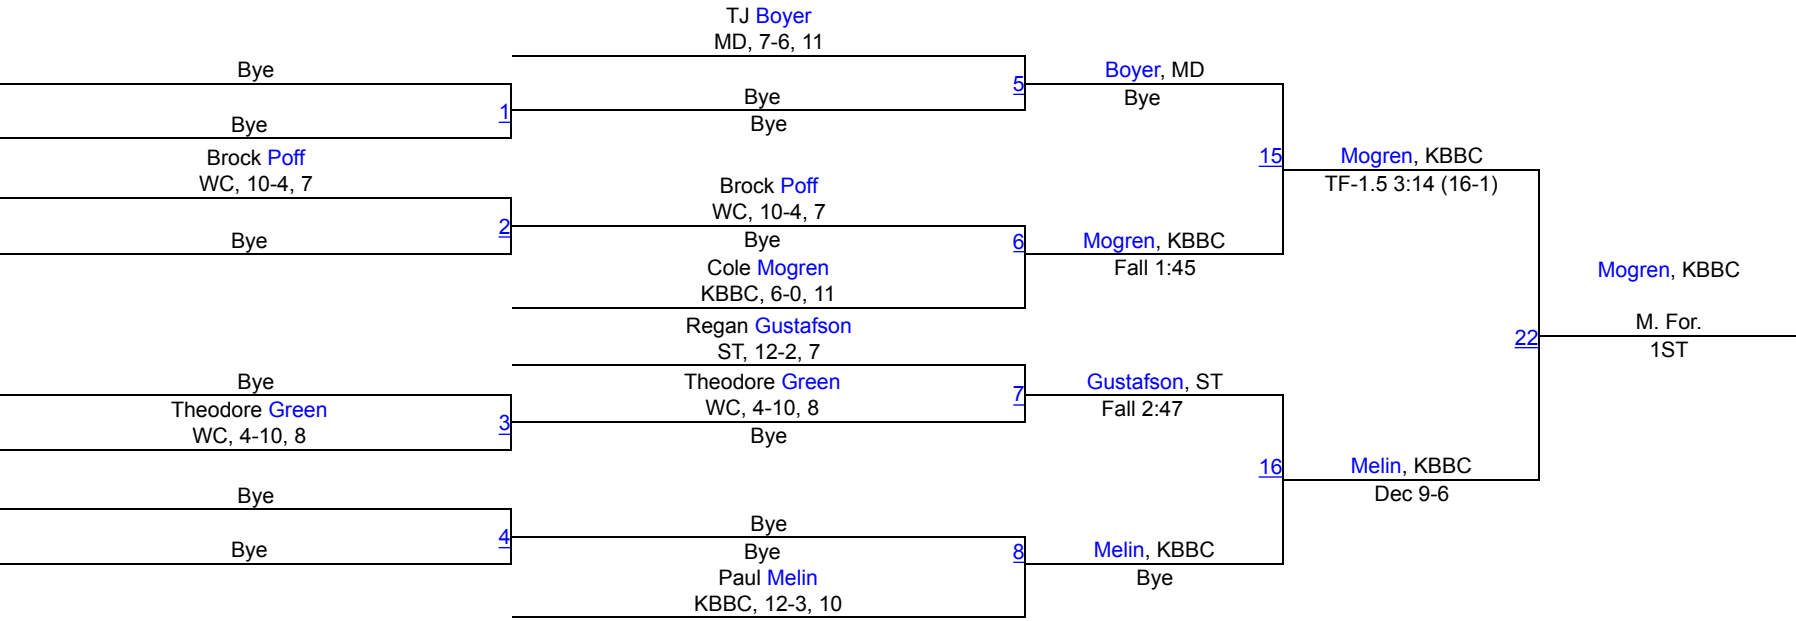 Bye
1
Bye
Brock Poff
WC, 10-4, 7
2
Bye
Bye
Theodore Green
WC, 4-10, 8
3
Bye
4
Bye
TJ Boyer
MD, 7-6, 11
5
Bye
Bye
Brock Poff
WC, 10-4, 7
Bye
6
Cole Mogren
KBBC, 6-0, 11
Regan Gustafson
ST, 12-2, 7
Theodore Green
WC, 4-10, 8
7
Bye
Bye
Bye
8
Paul Melin
KBBC, 12-3, 10
Boyer, MD
Bye
15
Mogren, KBBC
Fall 1:45
Gustafson, ST
Fall 2:47
16
Melin, KBBC
Bye
Mogren, KBBC
TF-1.5 3:14 (16-1)
22
Melin, KBBC
Dec 9-6
Mogren, KBBC
M. For.
1ST